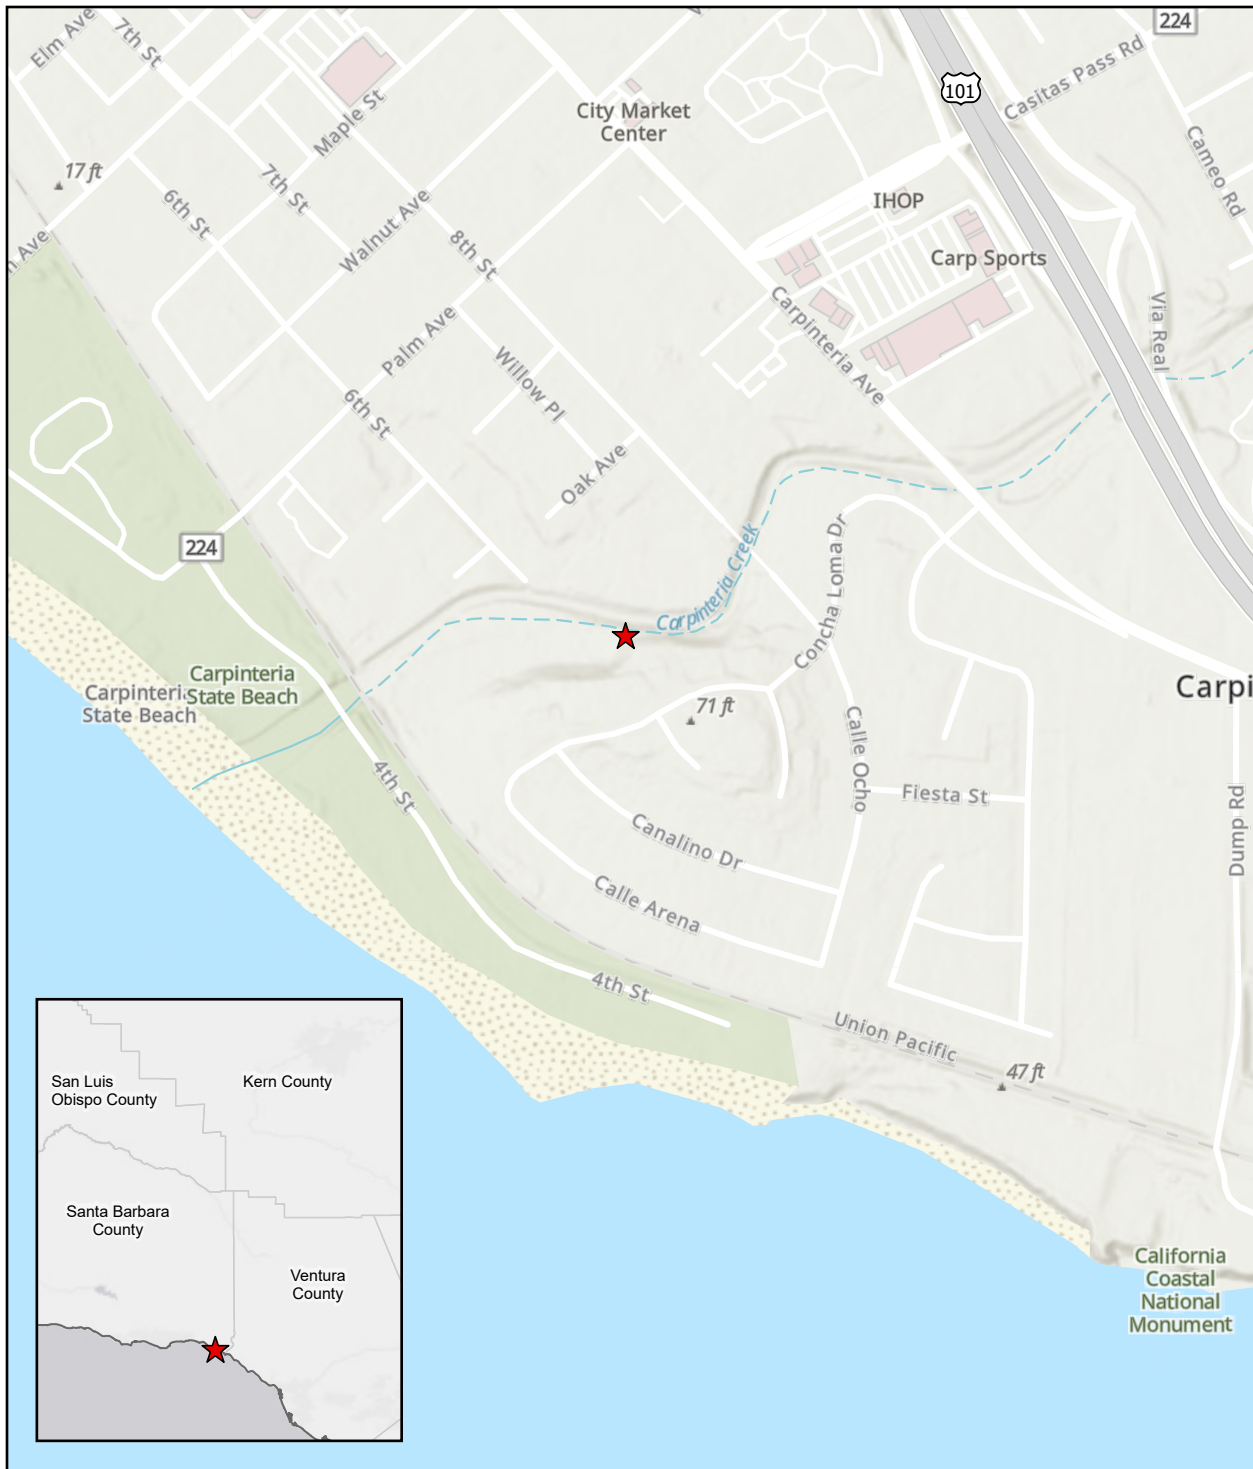 Elm Ave
7th St
224
Casitas Pass Rd
101
City Market
Center
Maple St
Cameo Rd
17 ft
7th St
6th St
IHOP
Walnut Ave
8th St
Carp Sports
Carpinteria Ave
Via Real
Palm Ave
Willow Pl
6th St
Oak Ave
224
Carpinteria Creek
Concha Loma Dr
Carpinteria
State Beach
Carpinteria
State Beach
Carpi
71 ft
Calle Ocho
4th St
Fiesta St
Dump Rd
Canalino Dr
Calle Arena
4th St
Union Pacific
47 ft
San Luis
Obispo County
Kern County
Santa Barbara
County
Ventura
County
California
Coastal
National
Monument